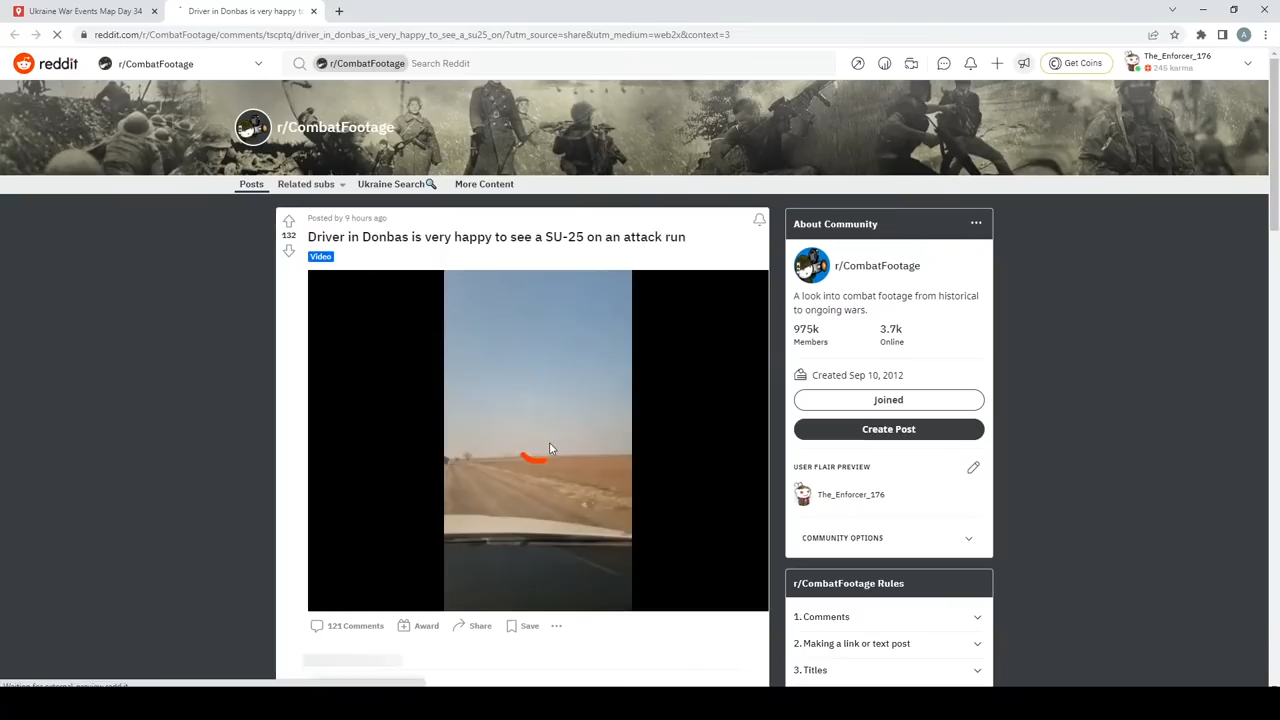 Ukraine War Events Map Day 34
Driver in Donbas is very happy to
reddit.com/r/CombatFootage/comments/tscptq/driver_in_donbas_is_very_happy_to_see_a_su25_on/?utm_source=share&utm_medium=web2x&context=3
A
reddit
r/CombatFootage
r/CombatFootage
Search Reddit
Get Coins
The_Enforcer_176
245 karma
r/CombatFootage
Posts
Related subs
Ukraine Search
More Content
Posted by 9 hours ago
132
Driver in Donbas is very happy to see a SU-25 on an attack run
Video
121 Comments
Award
Share
Save
About Community
r/CombatFootage
A look into combat footage from historical
to ongoing wars.
975k
3.7k
Members
Online
Created Sep 10, 2012
Joined
Create Post
USER FLAIR PREVIEW
The_Enforcer_176
COMMUNITY OPTIONS
r/CombatFootage Rules
1. Comments
2. Making a link or text post
3. Titles